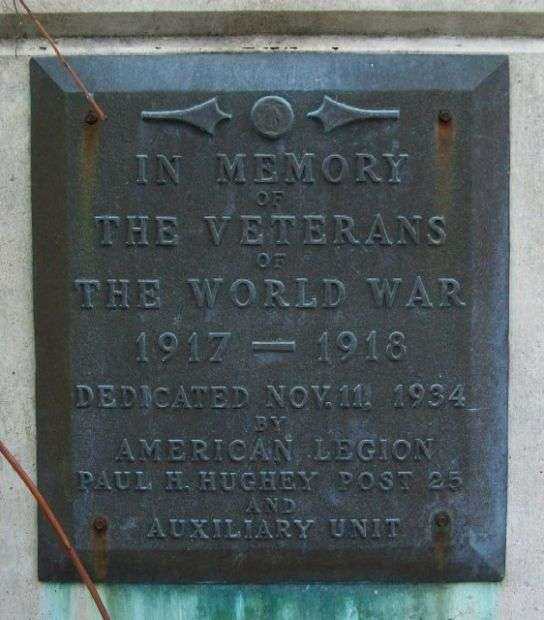 IN MEMORY
OF
THE VETERANS
OF
THE WORLD WAR
1917 — 1918
DEDICATED NOV. 11, 1934
BY
AMERICAN LEGION
PAUL H. HUGHEY POST 25
AND
AUXILIARY UNIT